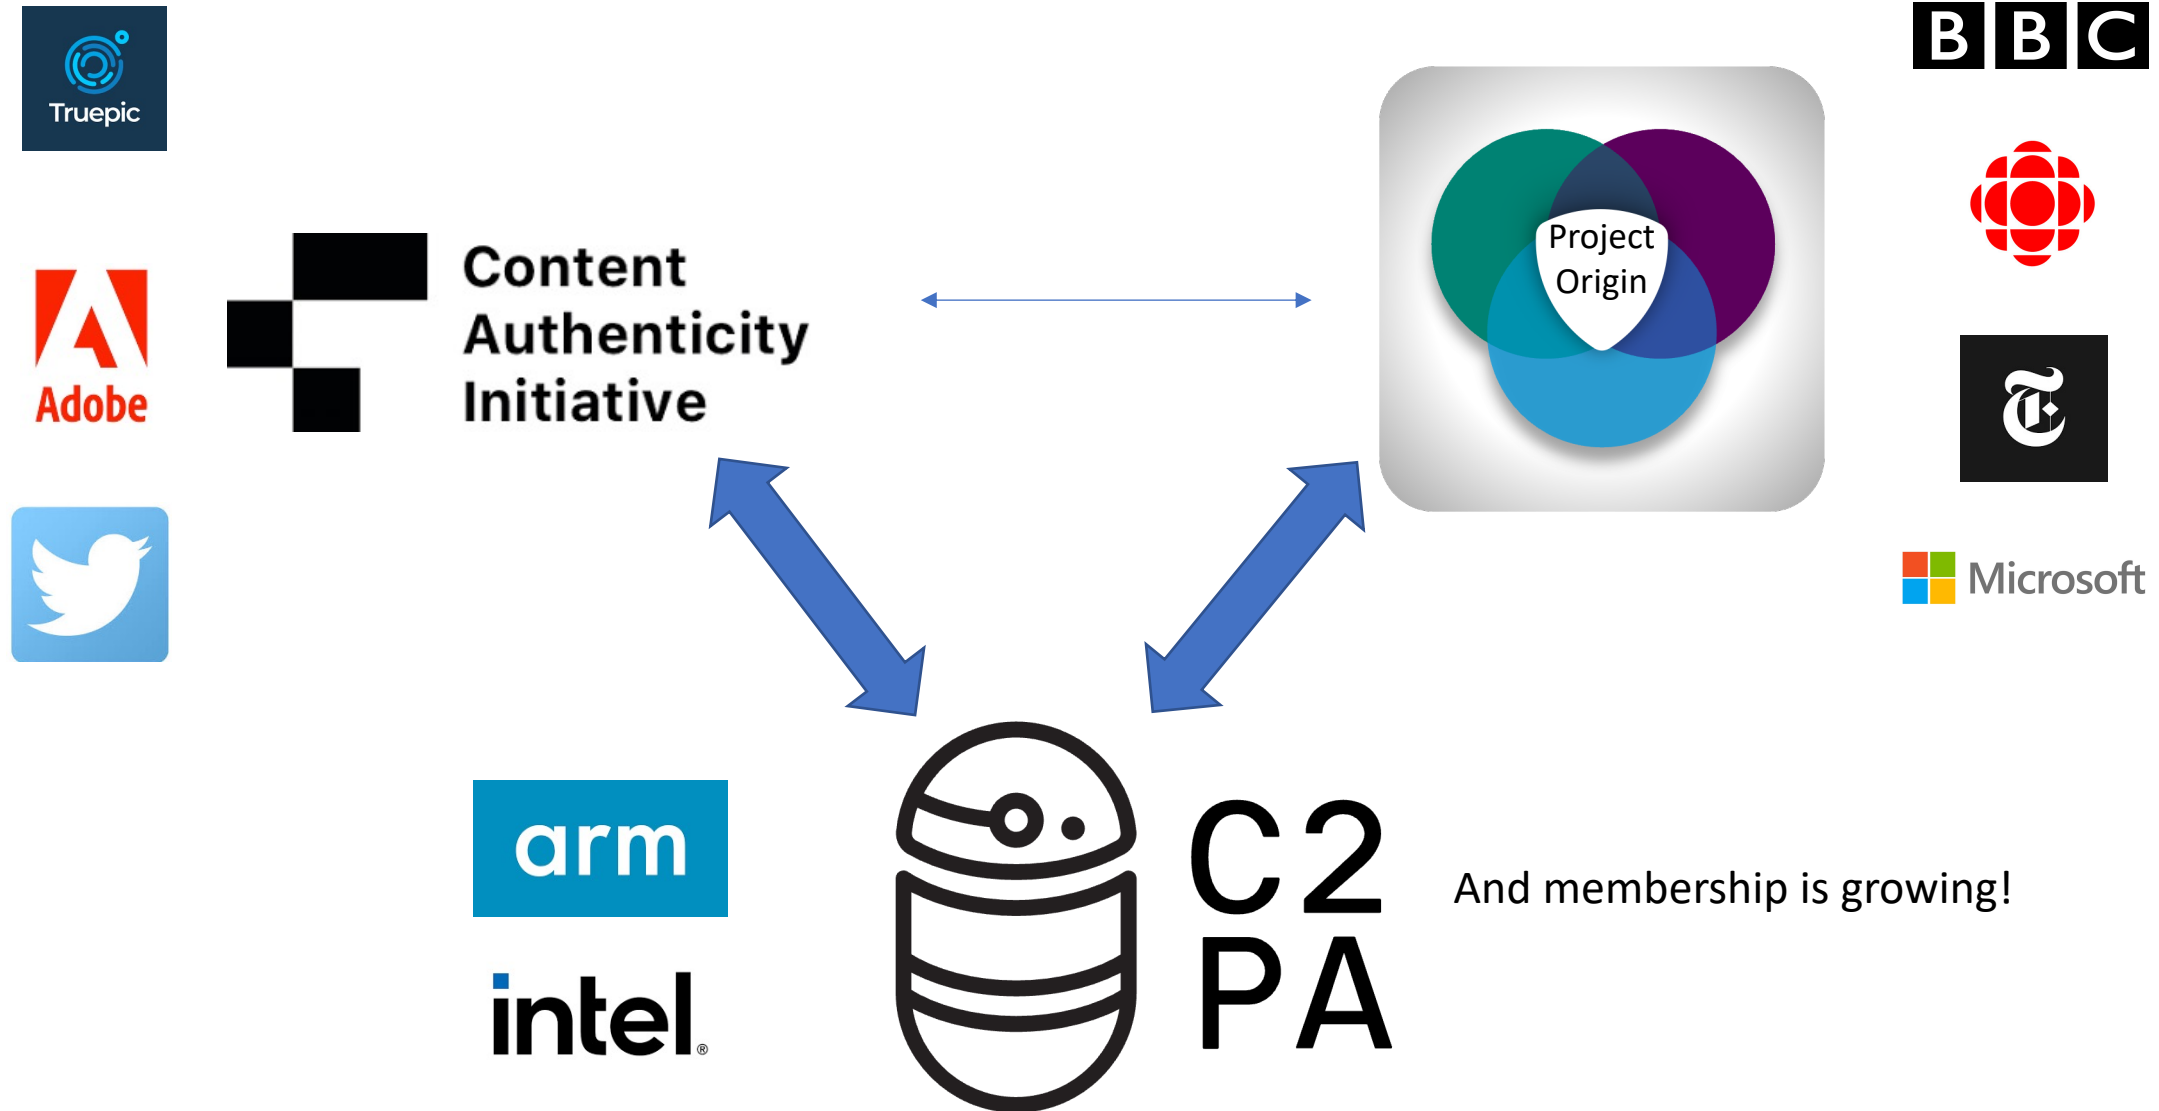 Truepic
BBC
Project
Origin
Content
Authenticity
Initiative
Adobe
T
Microsoft
arm
intel®
C2
PA
And membership is growing!